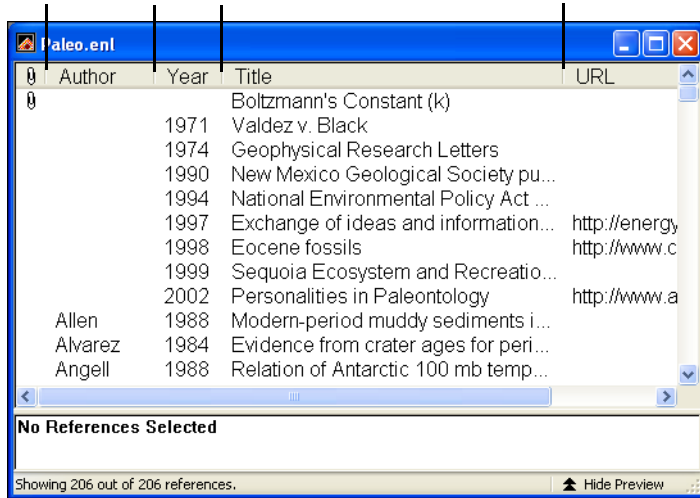 Paleo.enl
Author Year Title URL
Boltzmann's Constant (k)
1971 Valdez v. Black
1974 Geophysical Research Letters
1990 New Mexico Geological Society pu...
1994 National Environmental Policy Act ...
1997 Exchange of ideas and information... http://energy
1998 Eocene fossils http://www.c
1999 Sequoia Ecosystem and Recreatio...
2002 Personalities in Paleontology http://www.a
Allen 1988 Modern-period muddy sediments i...
Alvarez 1984 Evidence from crater ages for peri...
Angell 1988 Relation of Antarctic 100 mb temp...
No References Selected
Showing 206 out of 206 references. Hide Preview